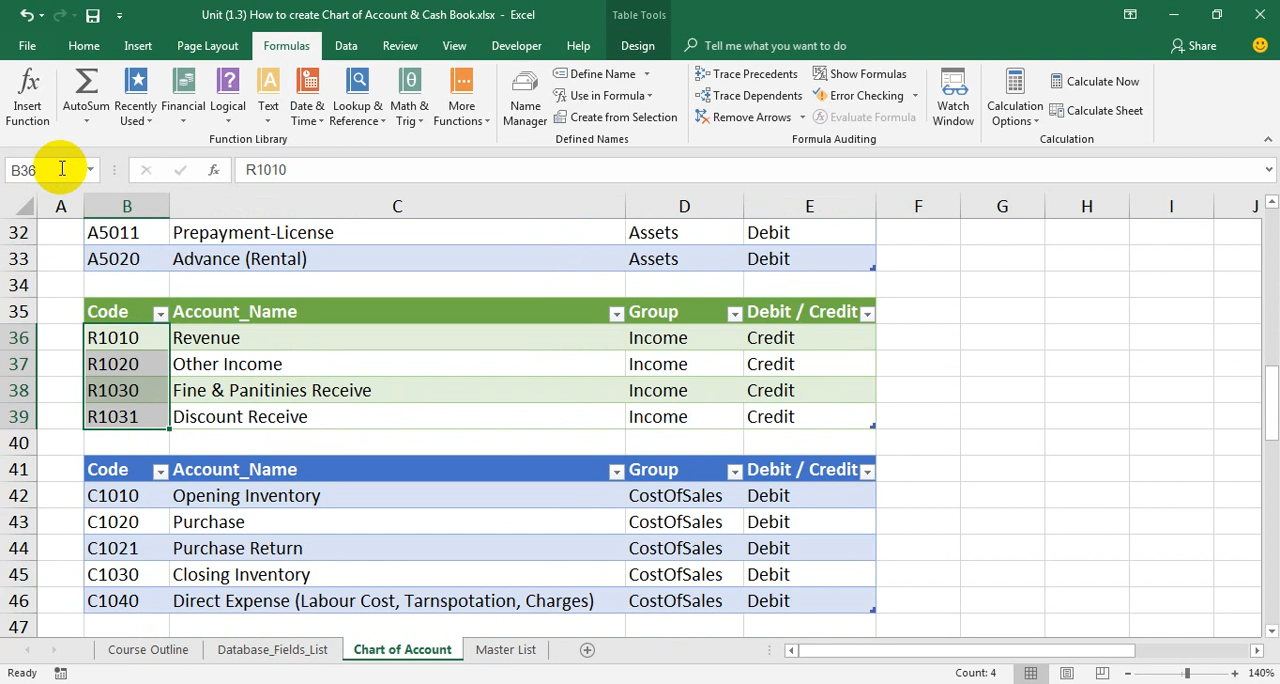 Unit (1.3) How to create Chart of Account & Cash Book.xlsx - Excel
Table Tools
File Home Insert Page Layout Formulas Data Review View Developer Help Design Tell me what you want to do Share
Insert Function
AutoSum
Recently Used
Financial
Logical
Text
Date & Time
Lookup & Reference
Math & Trig
More Functions
Function Library
Name Manager
Define Name
Use in Formula
Create from Selection
Defined Names
Trace Precedents
Trace Dependents
Remove Arrows
Show Formulas
Error Checking
Evaluate Formula
Formula Auditing
Watch Window
Calculation Options
Calculate Now
Calculate Sheet
Calculation
B36 fx R1010
A B C D E F G H I J
32 A5011 Prepayment-License Assets Debit
33 A5020 Advance (Rental) Assets Debit
34
35 Code Account_Name Group Debit / Credit
36 R1010 Revenue Income Credit
37 R1020 Other Income Income Credit
38 R1030 Fine & Panitinies Receive Income Credit
39 R1031 Discount Receive Income Credit
40
41 Code Account_Name Group Debit / Credit
42 C1010 Opening Inventory CostOfSales Debit
43 C1020 Purchase CostOfSales Debit
44 C1021 Purchase Return CostOfSales Debit
45 C1030 Closing Inventory CostOfSales Debit
46 C1040 Direct Expense (Labour Cost, Tarnspotation, Charges) CostOfSales Debit
47
Course Outline Database_Fields_List Chart of Account Master List
Ready Count: 4 140%